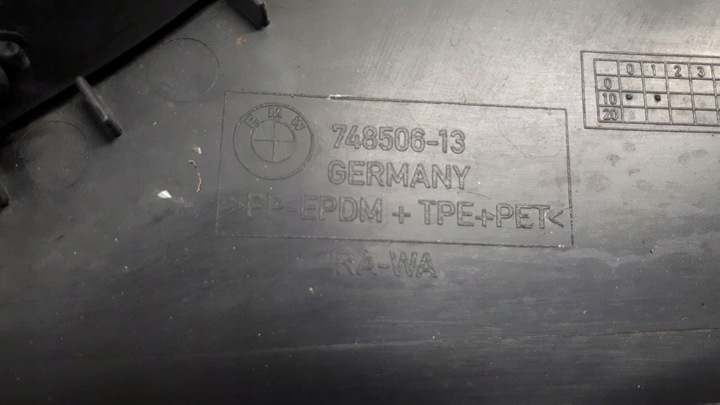 BMW
748506-13
GERMANY
>PP-EPDM + TPE+PET<
RA-WA
0 1 2 3
0
10
20